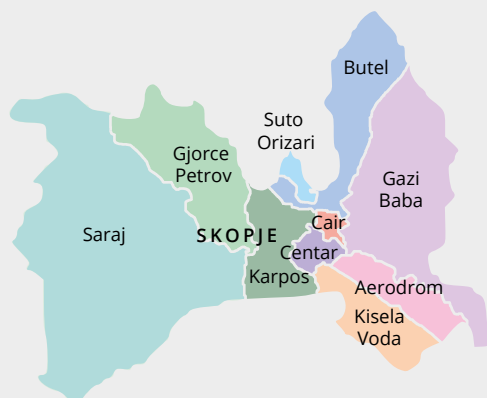 Butel
Suto
Orizari
Gjorce
Petrov
Gazi
Baba
Cair
Saraj
SKOPJE
Centar
Karpos
Aerodrom
Kisela
Voda